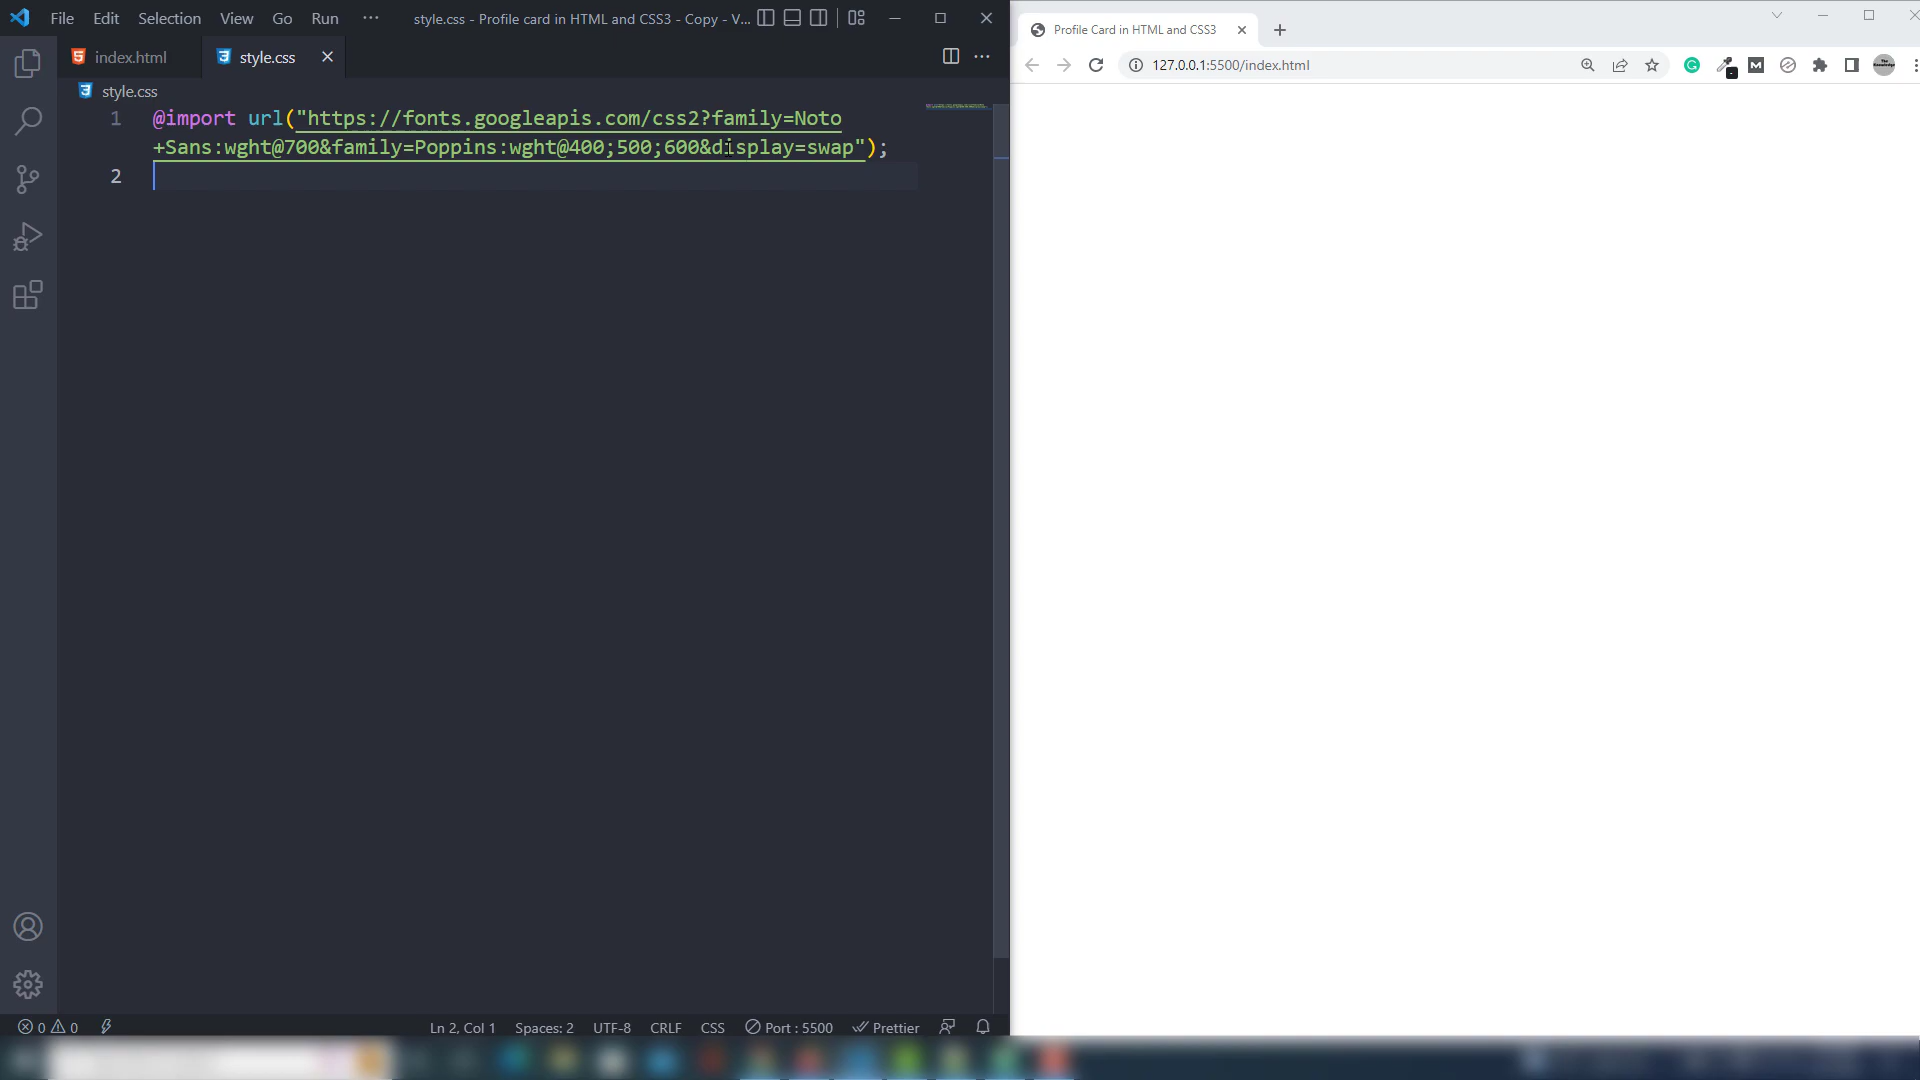 File Edit Selection View Go Run ··· style.css - Profile card in HTML and CSS3 - Copy - V...
index.html style.css
style.css
1 @import url("https://fonts.googleapis.com/css2?family=Noto
+Sans:wght@700&family=Poppins:wght@400;500;600&display=swap");
2
0 0 Ln 2, Col 1 Spaces: 2 UTF-8 CRLF CSS Port : 5500 Prettier
Profile Card in HTML and CSS3
127.0.0.1:5500/index.html